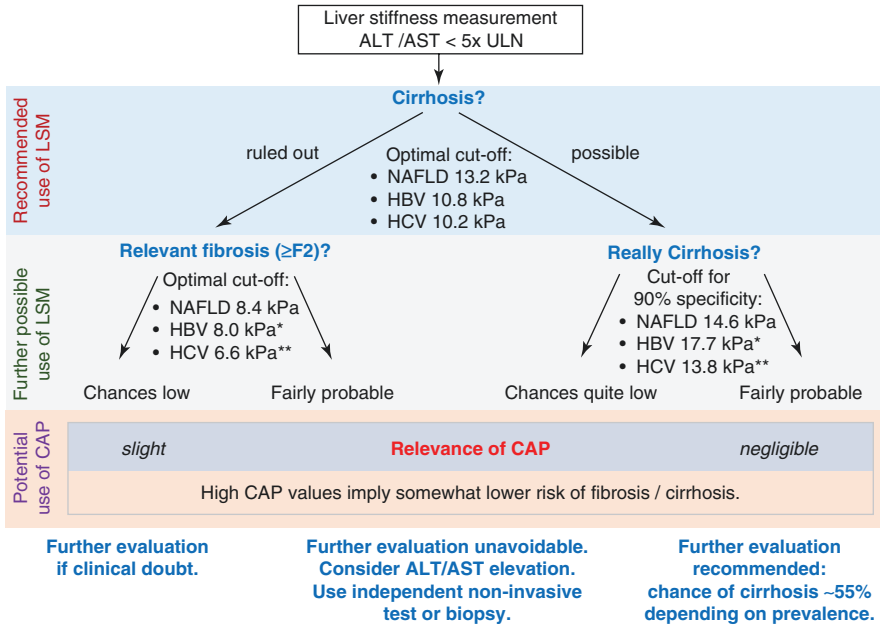 Liver stiffness measurement
ALT /AST < 5x ULN
Recommended
use of LSM
Cirrhosis?
ruled out
possible
Optimal cut-off:
• NAFLD 13.2 kPa
• HBV 10.8 kPa
• HCV 10.2 kPa
Further possible
use of LSM
Relevant fibrosis (≥F2)?
Optimal cut-off:
• NAFLD 8.4 kPa
• HBV 8.0 kPa*
• HCV 6.6 kPa**
Chances low
Fairly probable
Really Cirrhosis?
Cut-off for
90% specificity:
• NAFLD 14.6 kPa
• HBV 17.7 kPa*
• HCV 13.8 kPa**
Chances quite low
Fairly probable
Potential
use of CAP
slight
Relevance of CAP
negligible
High CAP values imply somewhat lower risk of fibrosis / cirrhosis.
Further evaluation
if clinical doubt.
Further evaluation unavoidable.
Consider ALT/AST elevation.
Use independent non-invasive
test or biopsy.
Further evaluation
recommended:
chance of cirrhosis ~55%
depending on prevalence.